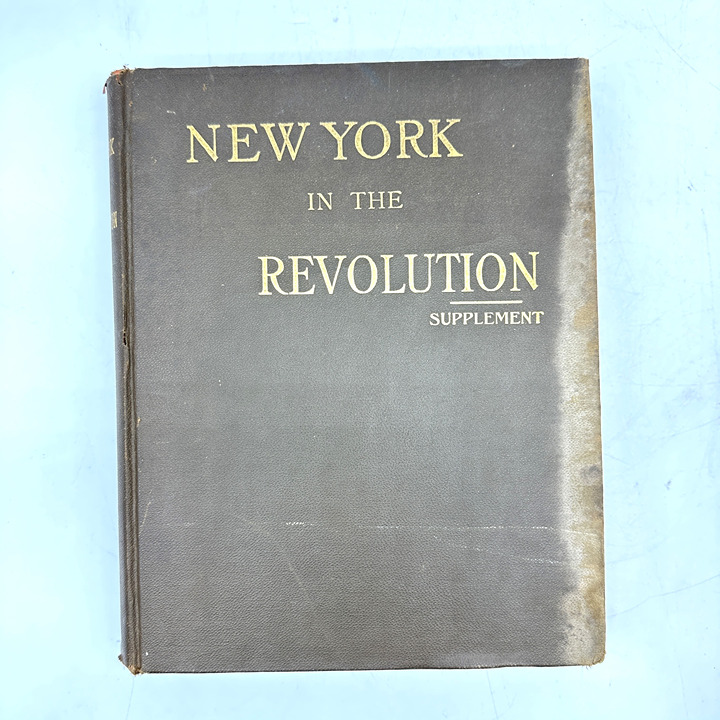 NEW YORK
IN THE
REVOLUTION
SUPPLEMENT